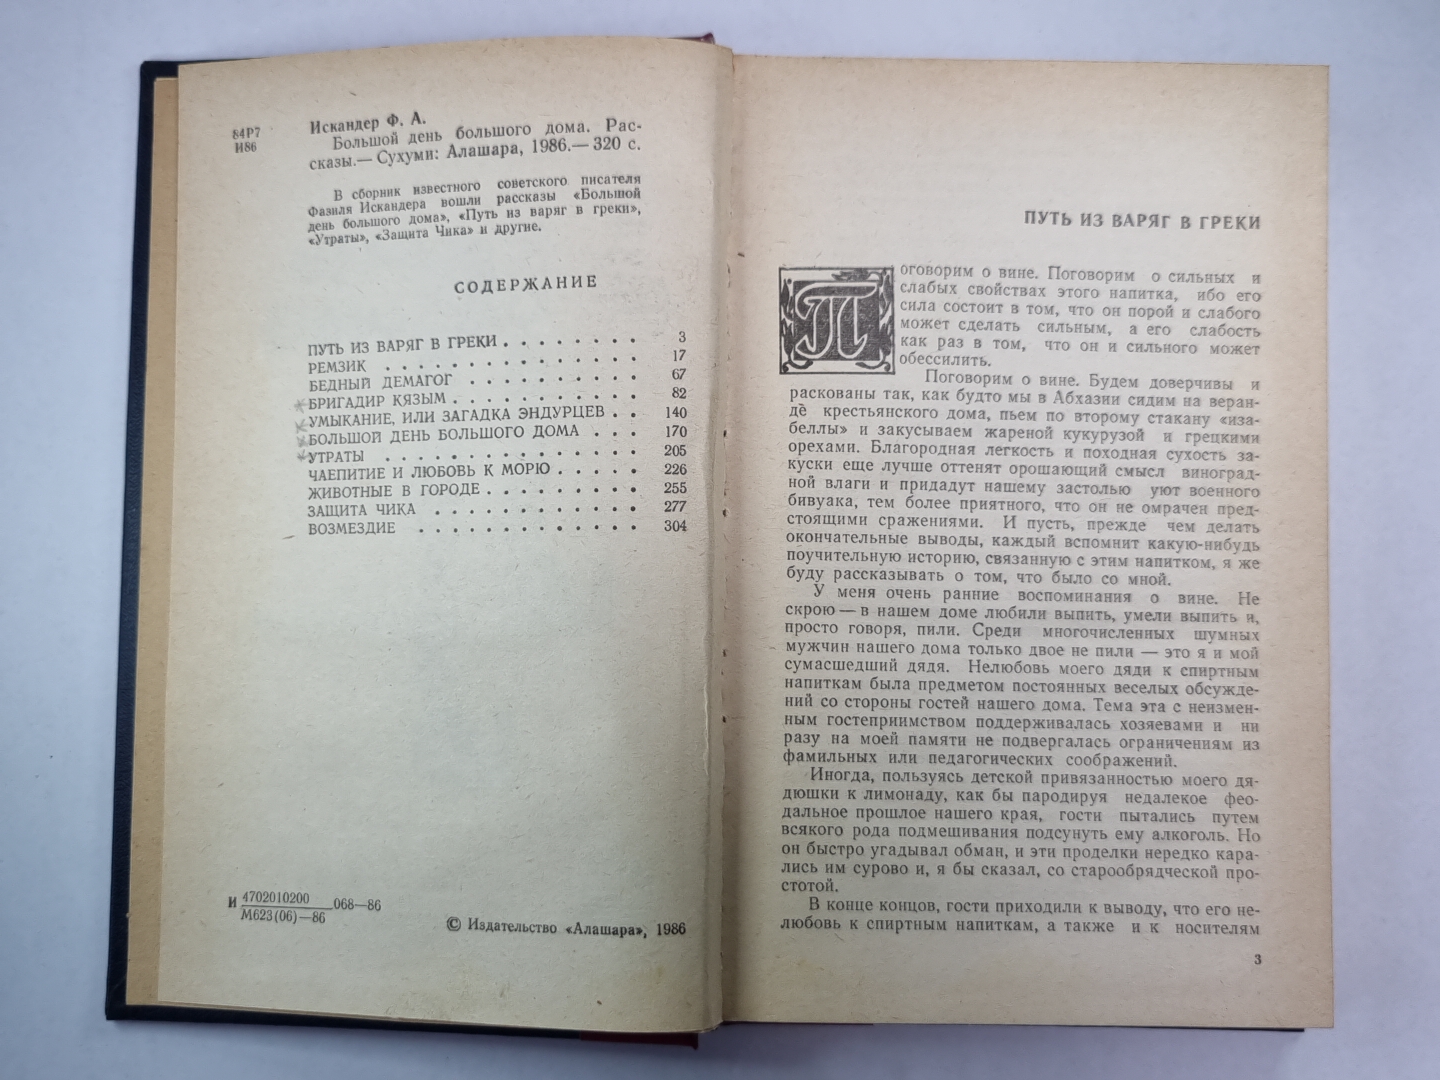 84Р7
И86
Искандер Ф. А.
Большой день большого дома. Рас-
сказы.— Сухуми: Алашара, 1986.— 320 с.
В сборник известного советского писателя
Фазиля Искандера вошли рассказы «Большой
день большого дома», «Путь из варяг в греки»,
«Утраты», «Защита Чика» и другие.
СОДЕРЖАНИЕ
ПУТЬ ИЗ ВАРЯГ В ГРЕКИ . . . . . . . . 3
РЕМЗИК . . . . . . . . . . . . . 17
БЕДНЫЙ ДЕМАГОГ . . . . . . . . . . 67
БРИГАДИР КЯЗЫМ . . . . . . . . . . 82
УМЫКАНИЕ, ИЛИ ЗАГАДКА ЭНДУРЦЕВ . . 140
БОЛЬШОЙ ДЕНЬ БОЛЬШОГО ДОМА . . . 170
УТРАТЫ . . . . . . . . . . . . . 205
ЧАЕПИТИЕ И ЛЮБОВЬ К МОРЮ . . . . . 226
ЖИВОТНЫЕ В ГОРОДЕ . . . . . . . . . 255
ЗАЩИТА ЧИКА . . . . . . . . . . . 277
ВОЗМЕЗДИЕ . . . . . . . . . . . . 304
И 4702010200 068—86
М623(06)—86
© Издательство «Алашара», 1986
ПУТЬ ИЗ ВАРЯГ В ГРЕКИ
Поговорим о вине. Поговорим о сильных и
слабых свойствах этого напитка, ибо его
сила состоит в том, что он порой и слабого
может сделать сильным, а его слабость
как раз в том, что он и сильного может
обессилить.
Поговорим о вине. Будем доверчивы и
раскованы так, как будто мы в Абхазии сидим на веран-
де крестьянского дома, пьем по второму стакану «иза-
беллы» и закусываем жареной кукурузой и грецкими
орехами. Благородная легкость и походная сухость за-
куски еще лучше оттенят орошающий смысл виноград-
ной влаги и придадут нашему застолью уют военного
бивуака, тем более приятного, что он не омрачен пред-
стоящими сражениями. И пусть, прежде чем делать
окончательные выводы, каждый вспомнит какую-нибудь
поучительную историю, связанную с этим напитком, я же
буду рассказывать о том, что было со мной.
У меня очень ранние воспоминания о вине. Не
скрою — в нашем доме любили выпить, умели выпить и,
просто говоря, пили. Среди многочисленных шумных
мужчин нашего дома только двое не пили — это я и мой
сумасшедший дядя. Нелюбовь моего дяди к спиртным
напиткам была предметом постоянных веселых обсужде-
ний со стороны гостей нашего дома. Тема эта с неизмен-
ным гостеприимством поддерживалась хозяевами и ни
разу на моей памяти не подвергалась ограничениям из
фамильных или педагогических соображений.
Иногда, пользуясь детской привязанностью моего дя-
дюшки к лимонаду, как бы пародируя недалекое фео-
дальное прошлое нашего края, гости пытались путем
всякого рода подмешивания подсунуть ему алкоголь. Но
он быстро угадывал обман, и эти проделки нередко кара-
лись им сурово и, я бы сказал, со старообрядческой про-
стотой.
В конце концов, гости приходили к выводу, что его не-
любовь к спиртным напиткам, а также и к носителям
3